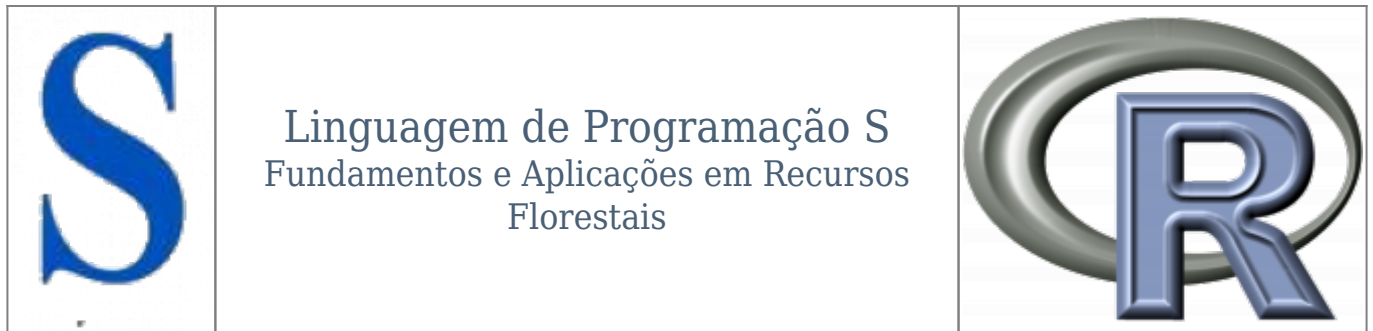 S
Linguagem de Programação S
Fundamentos e Aplicações em Recursos
Florestais
R